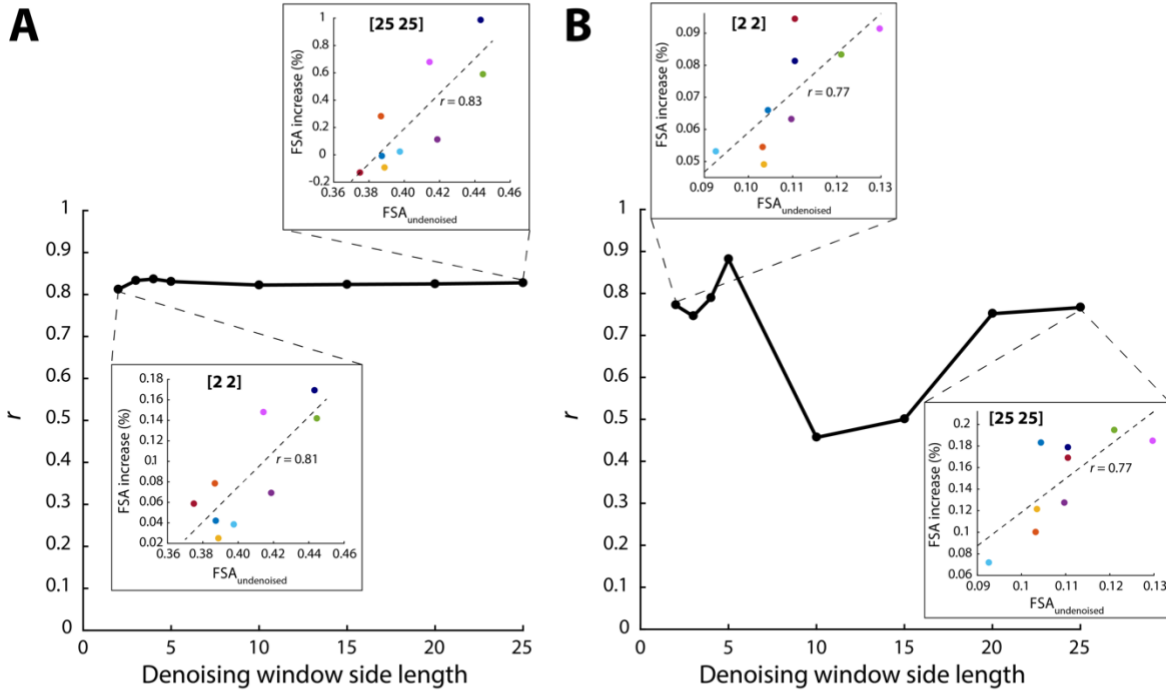 A
[25 25]
FSA increase (%)
1
0.8
0.6
0.4
0.2
0
-0.2
r = 0.83
0.36 0.38 0.40 0.42 0.44 0.46
FSAundenoised
r
1
0.9
0.8
0.7
0.6
0.5
0.4
0.3
0.2
0.1
0
[2 2]
FSA increase (%)
0.18
0.16
0.14
0.12
0.1
0.08
0.06
0.04
0.02
r = 0.81
0.36 0.38 0.40 0.42 0.44 0.46
FSAundenoised
0 5 10 15 20 25
Denoising window side length
B
[2 2]
FSA increase (%)
0.09
0.08
0.07
0.06
0.05
r = 0.77
0.09 0.10 0.11 0.12 0.13
FSAundenoised
r
1
0.9
0.8
0.7
0.6
0.5
0.4
0.3
0.2
0.1
0
[25 25]
FSA increase (%)
0.2
0.18
0.16
0.14
0.12
0.1
0.08
0.06
r = 0.77
0.09 0.1 0.11 0.12 0.13
FSAundenoised
0 5 10 15 20 25
Denoising window side length